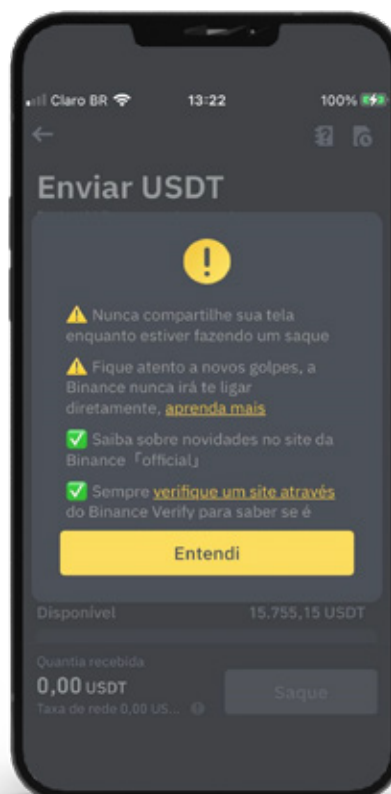 Claro BR
13:22
100%
Enviar USDT
Nunca compartilhe sua tela
enquanto estiver fazendo um saque
Fique atento a novos golpes, a
Binance nunca irá te ligar
diretamente, aprenda mais
Saiba sobre novidades no site da
Binance「official」
Sempre verifique um site através
do Binance Verify para saber se é
Entendi
Disponível
15.755,15 USDT
Quantia recebida
0,00 USDT
Saque
Taxa de rede 0,00 US...